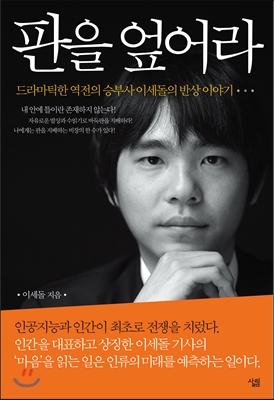 판을 엎어라
드라마틱한 역전의 승부사 이세돌의 반상 이야기 •••
내 안에 틀이란 존재하지 않는다!
자유로운 발상과 수읽기로 바둑판을 지배하라!
나에게는 판을 지배하는 비장의 한 수가 있다!
• 이세돌 지음 •
인공지능과 인간이 최초로 전쟁을 치렀다.
인간을 대표하고 상징한 이세돌 기사의
‘마음’을 읽는 일은 인류의 미래를 예측하는 일이다.
살림